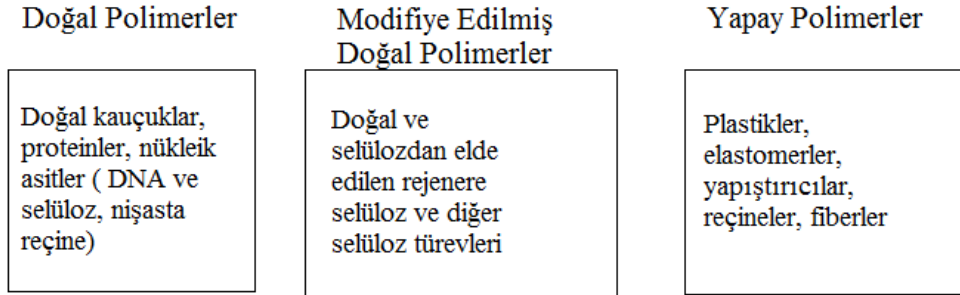 Doğal Polimerler
Doğal kauçuklar,
proteinler, nükleik
asitler ( DNA ve
selüloz, nişasta
reçine)
Modifiye Edilmiş
Doğal Polimerler
Doğal ve
selülozdan elde
edilen rejenere
selüloz ve diğer
selüloz türevleri
Yapay Polimerler
Plastikler,
elastomerler,
yapıştırıcılar,
reçineler, fiberler